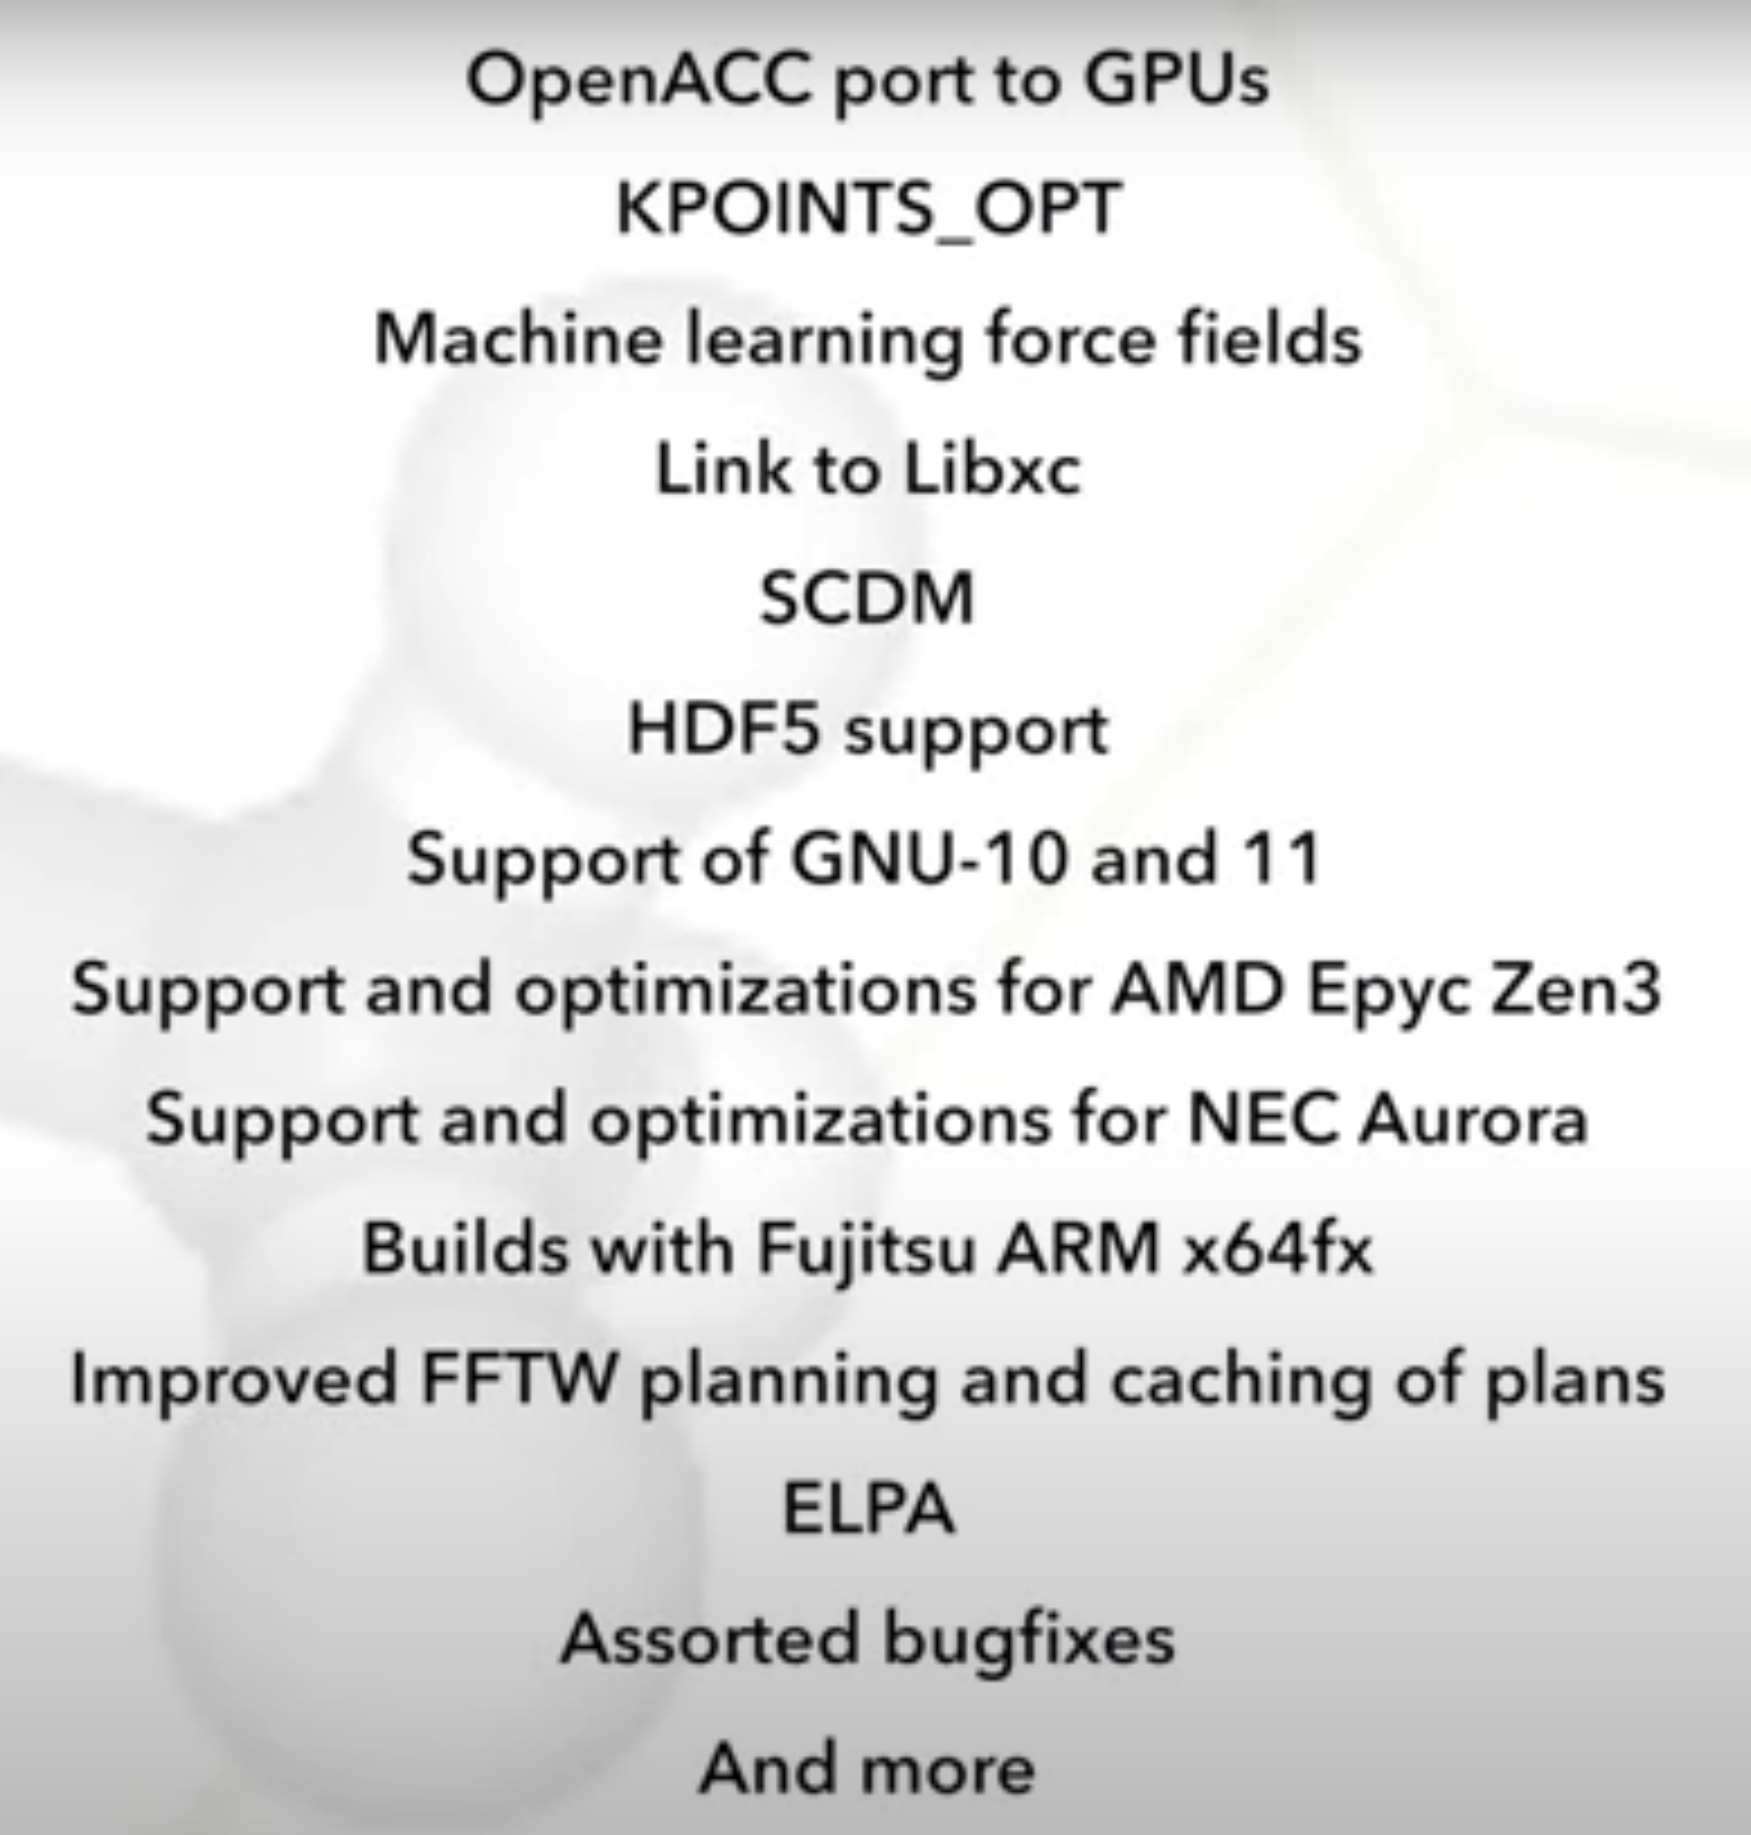 OpenACC port to GPUs
KPOINTS_OPT
Machine learning force fields
Link to Libxc
SCDM
HDF5 support
Support of GNU-10 and 11
Support and optimizations for AMD Epyc Zen3
Support and optimizations for NEC Aurora
Builds with Fujitsu ARM x64fx
Improved FFTW planning and caching of plans
ELPA
Assorted bugfixes
And more